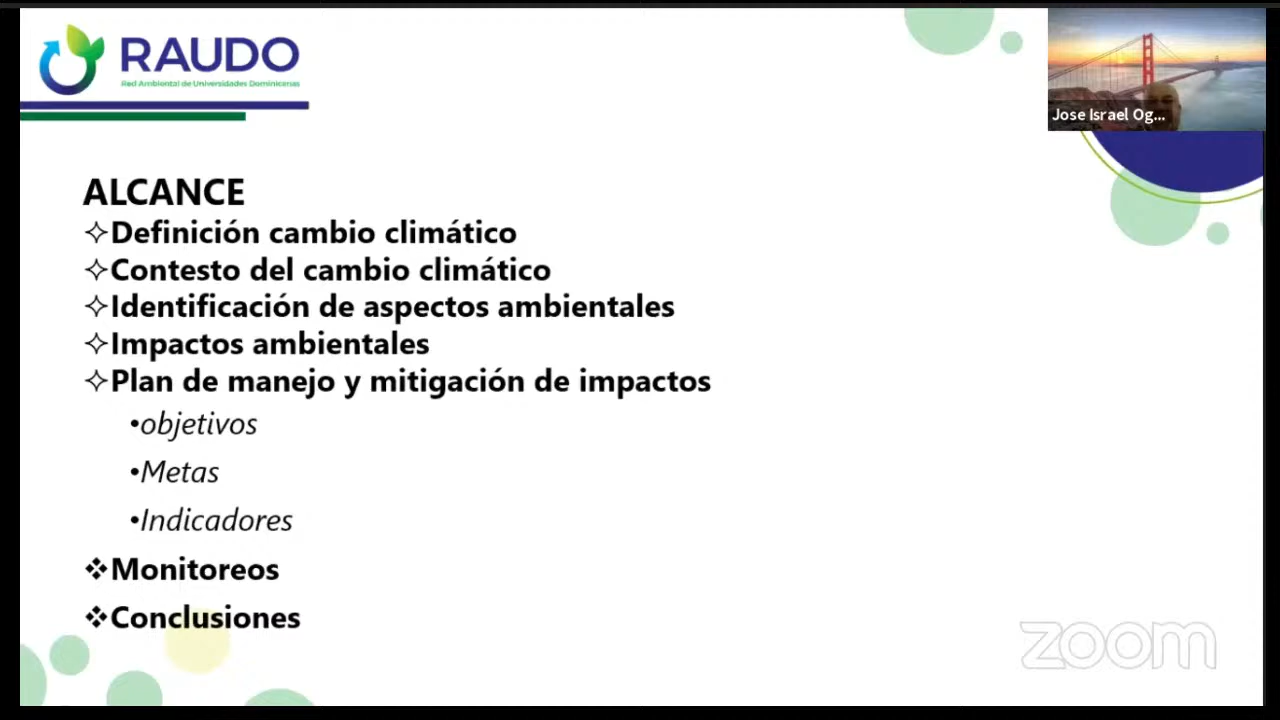 RAUDO
Red Ambiental de Universidades Dominicanas
Jose Israel Og...
ALCANCE
✧Definición cambio climático
✧Contesto del cambio climático
✧Identificación de aspectos ambientales
✧Impactos ambientales
✧Plan de manejo y mitigación de impactos
•objetivos
•Metas
•Indicadores
❖Monitoreos
❖Conclusiones
zoom